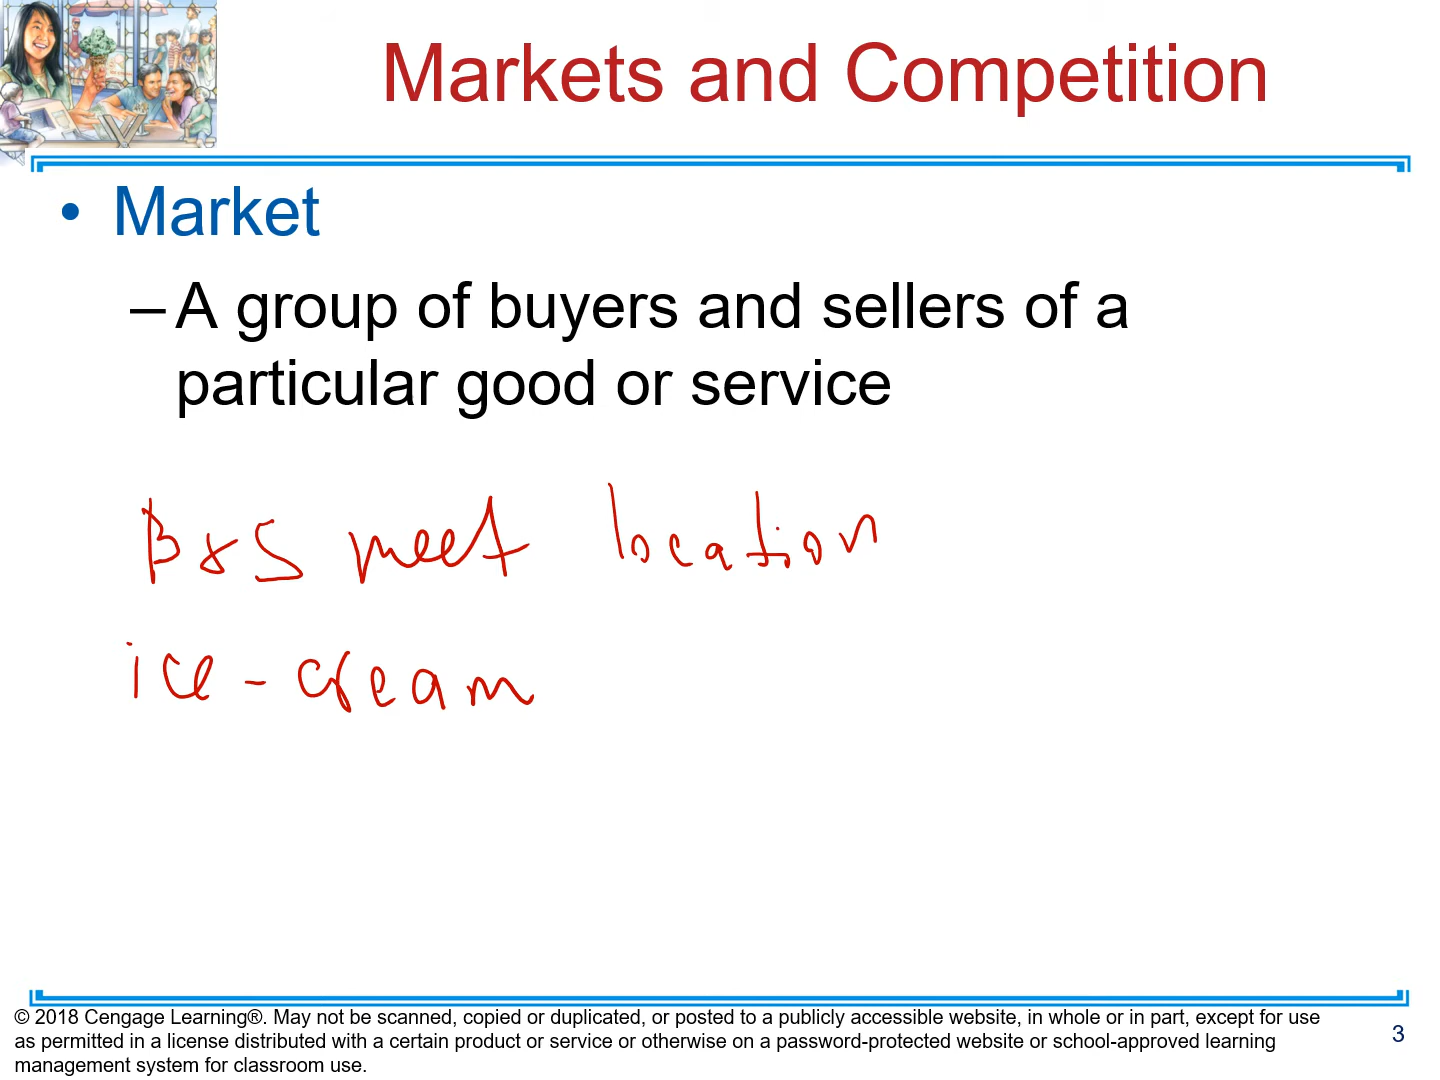 Markets and Competition
• Market
– A group of buyers and sellers of a
particular good or service
B & S meet location
ice-cream
© 2018 Cengage Learning®. May not be scanned, copied or duplicated, or posted to a publicly accessible website, in whole or in part, except for use
as permitted in a license distributed with a certain product or service or otherwise on a password-protected website or school-approved learning
management system for classroom use.
3